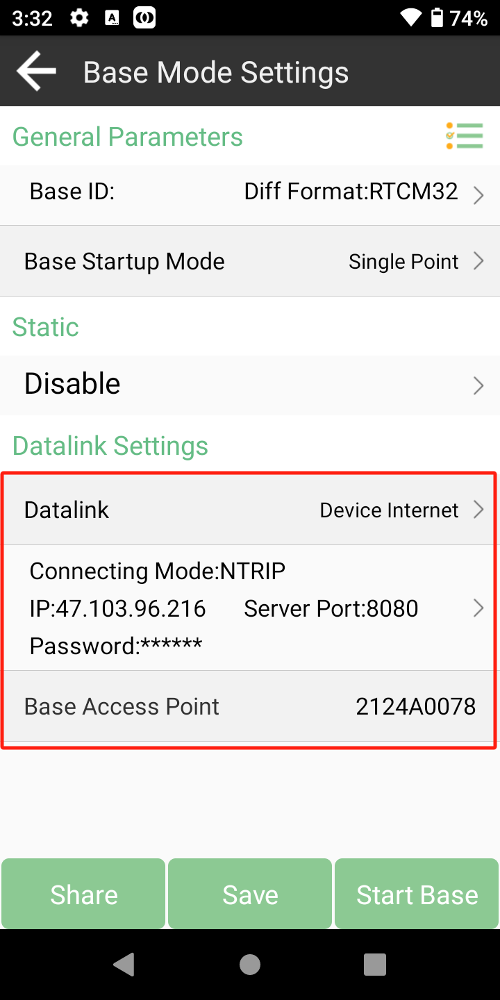 3:32 A... 74%
Base Mode Settings
General Parameters
Base ID: Diff Format:RTCM32
Base Startup Mode Single Point
Static
Disable
Datalink Settings
Datalink Device Internet
Connecting Mode:NTRIP
IP:47.103.96.216 Server Port:8080
Password:******
Base Access Point 2124A0078
Share Save Start Base